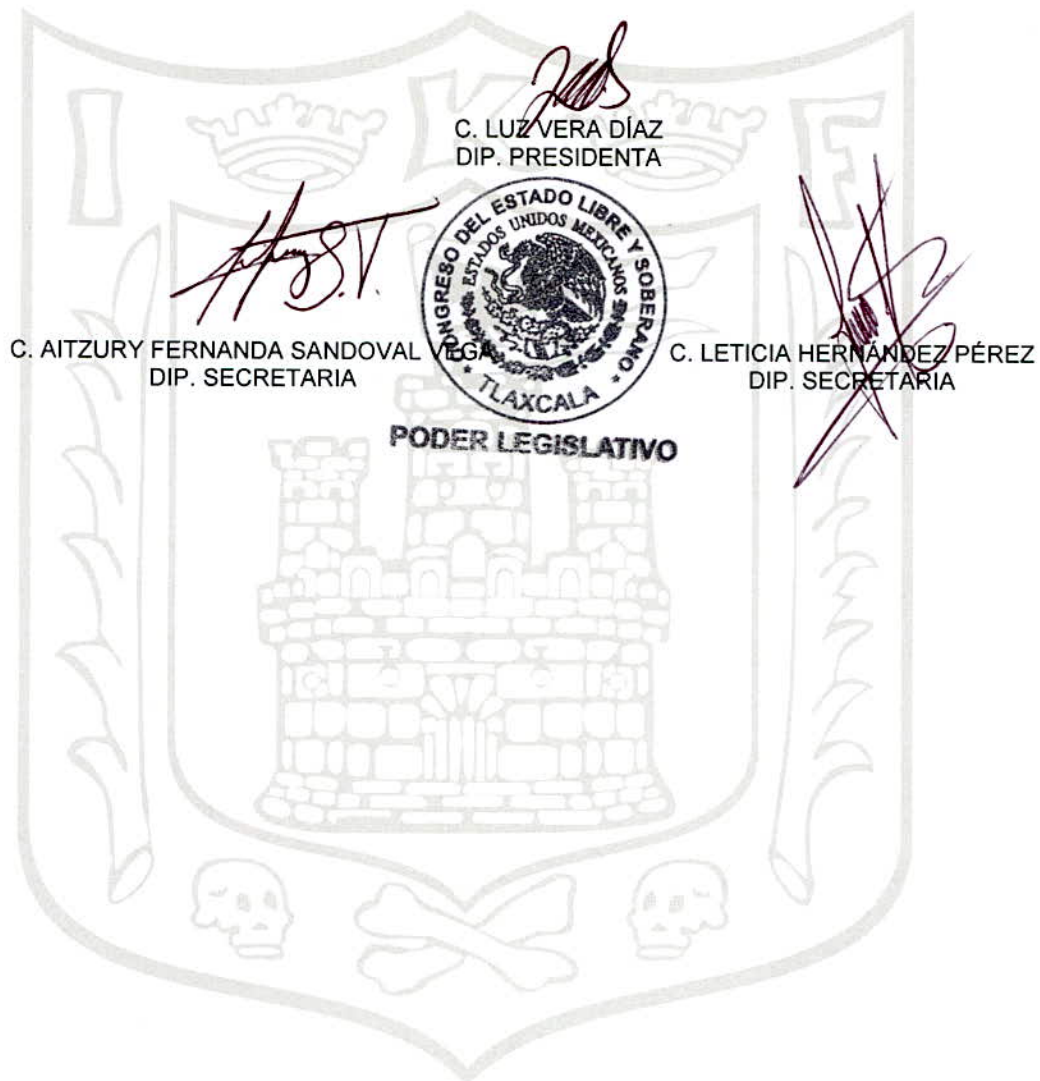 I K F
C. LUZ VERA DÍAZ
DIP. PRESIDENTA
CONGRESO DEL ESTADO LIBRE Y SOBERANO
ESTADOS UNIDOS MEXICANOS
TLAXCALA
PODER LEGISLATIVO
C. AITZURY FERNANDA SANDOVAL VEGA
DIP. SECRETARIA
C. LETICIA HERNÁNDEZ PÉREZ
DIP. SECRETARIA